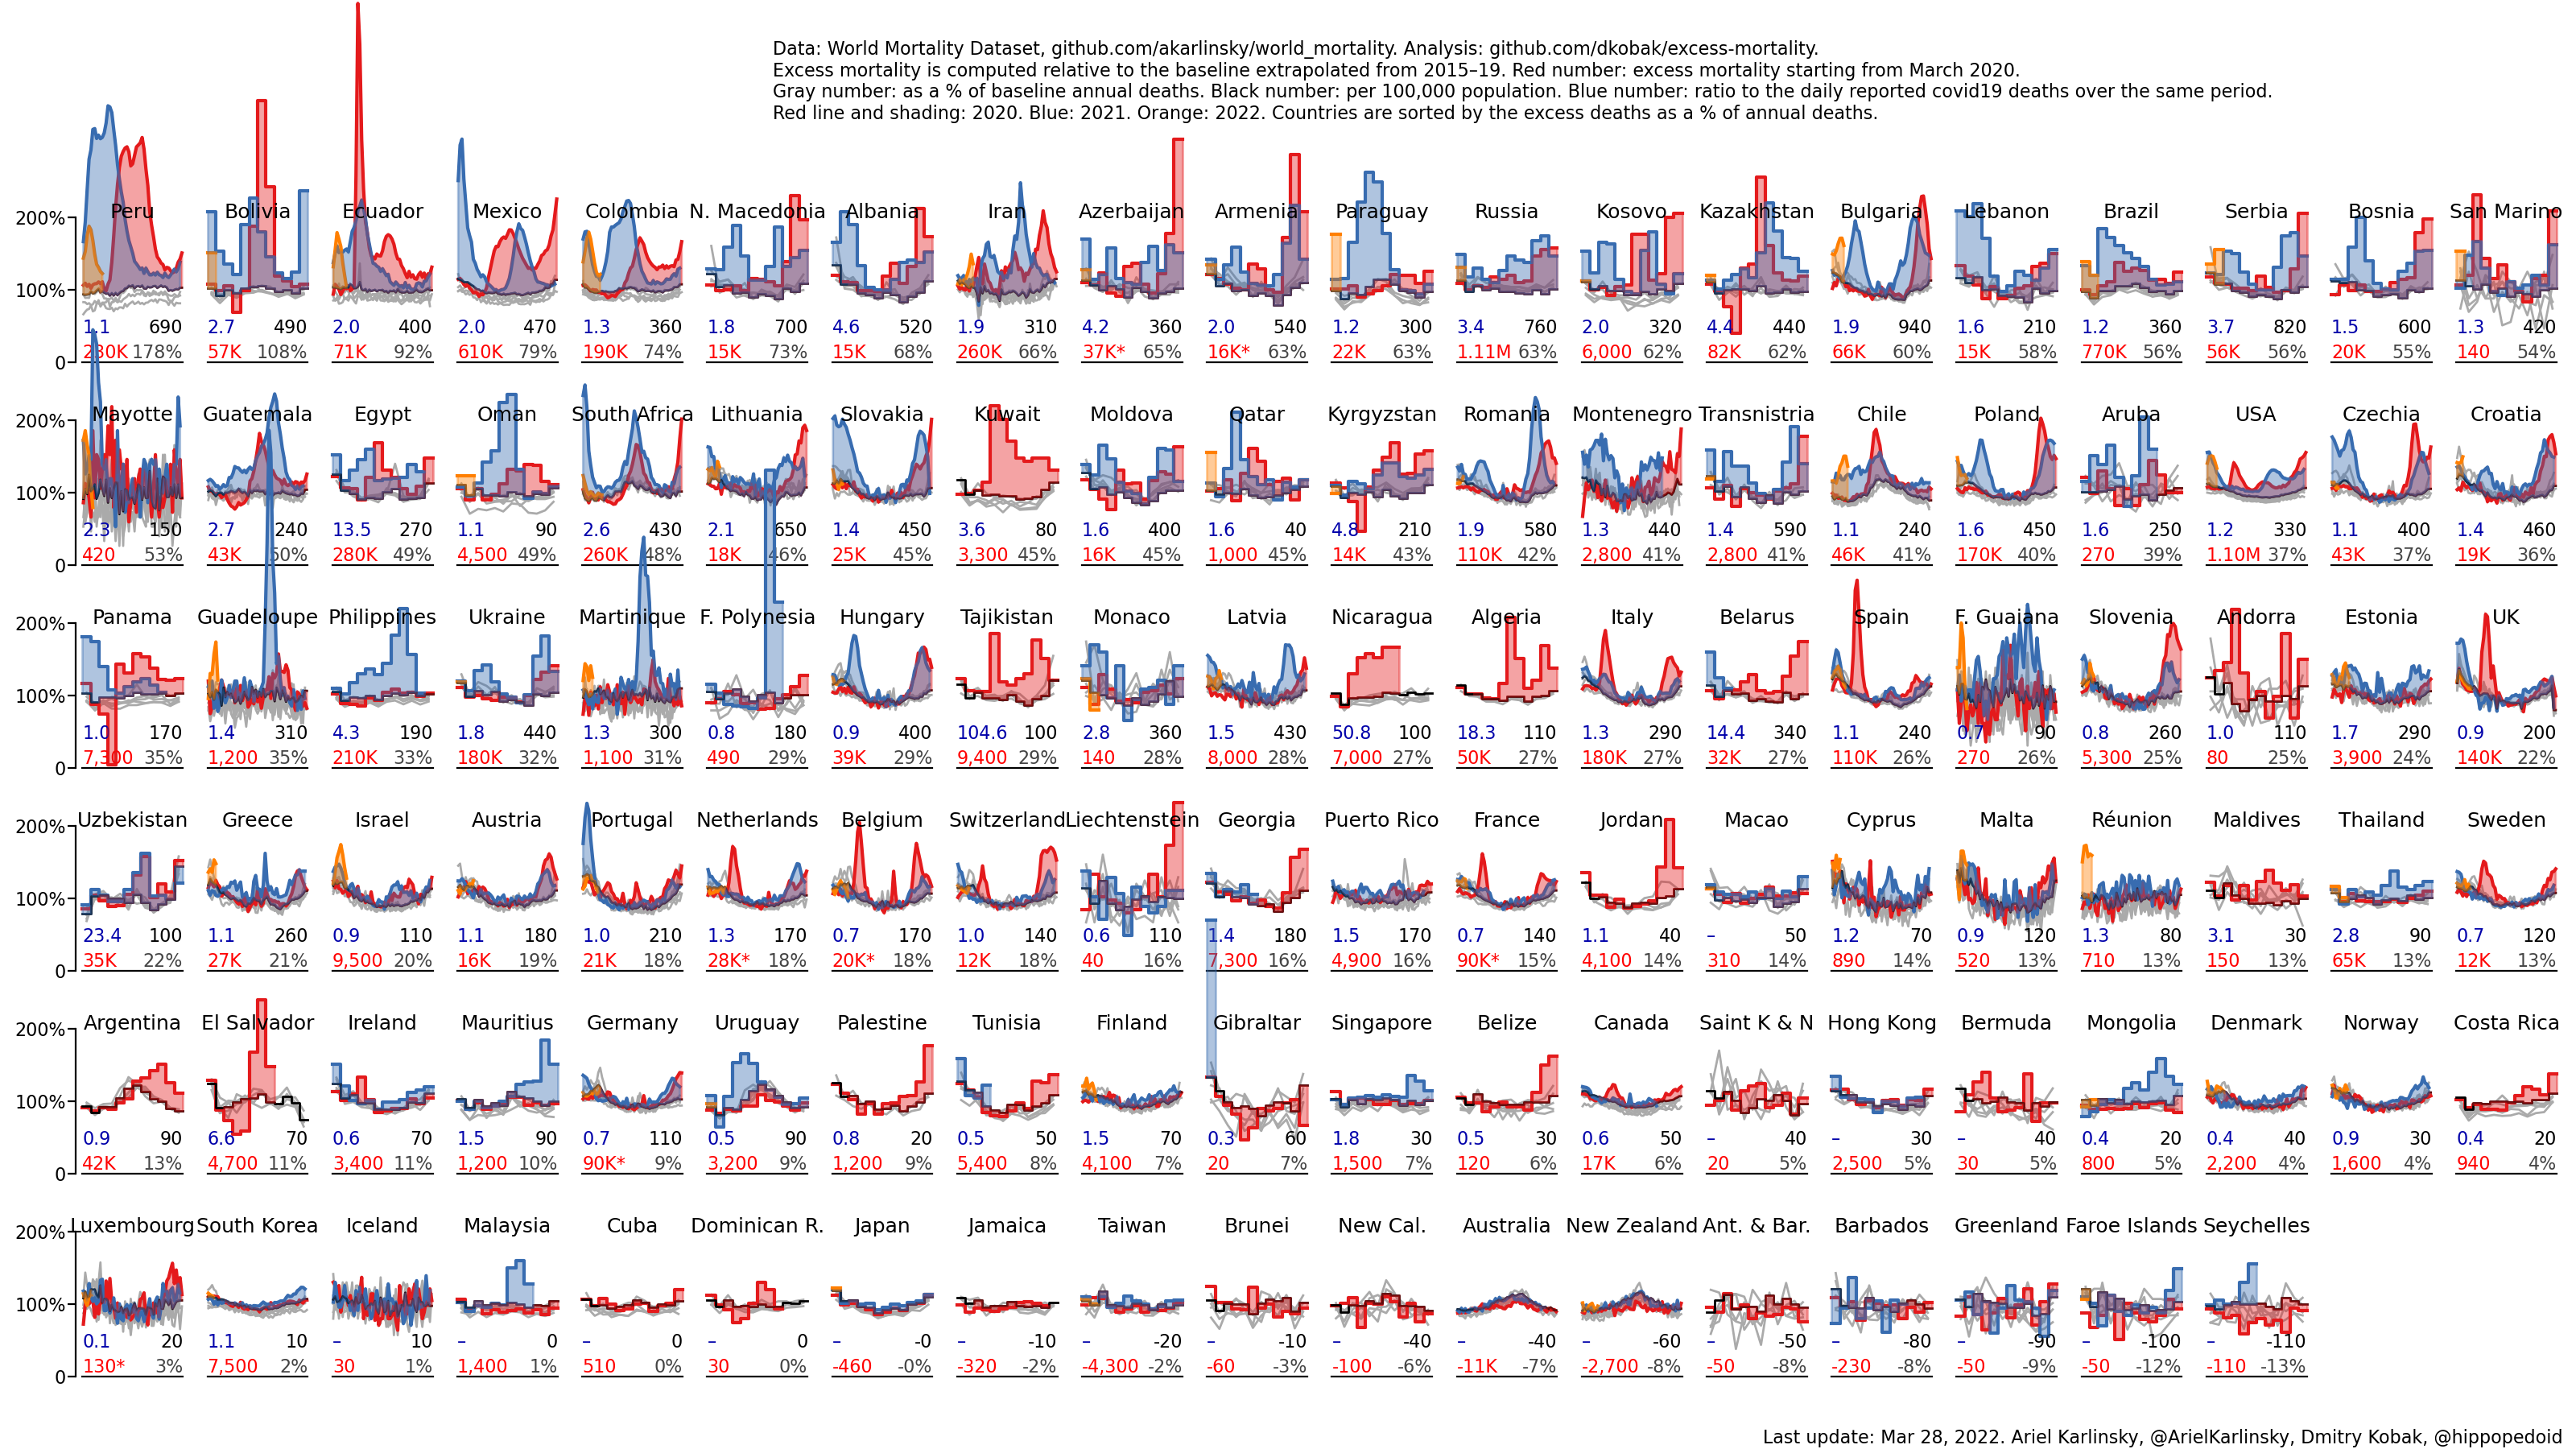 Data: World Mortality Dataset, github.com/akarlinsky/world_mortality. Analysis: github.com/dkobak/excess-mortality.
Excess mortality is computed relative to the baseline extrapolated from 2015–19. Red number: excess mortality starting from March 2020.
Gray number: as a % of baseline annual deaths. Black number: per 100,000 population. Blue number: ratio to the daily reported covid19 deaths over the same period.
Red line and shading: 2020. Blue: 2021. Orange: 2022. Countries are sorted by the excess deaths as a % of annual deaths.
200% Peru Bolivia Ecuador Mexico Colombia N. Macedonia Albania Iran Azerbaijan Armenia Paraguay Russia Kosovo Kazakhstan Bulgaria Lebanon Brazil Serbia Bosnia San Marino
100%
1.1 690 2.7 490 2.0 400 2.0 470 1.3 360 1.8 700 4.6 520 1.9 310 4.2 360 2.0 540 1.2 300 3.4 760 2.0 320 4.4 440 1.9 940 1.6 210 1.2 360 3.7 820 1.5 600 1.3 420
0 230K 178% 57K 108% 71K 92% 610K 79% 190K 74% 15K 73% 15K 68% 260K 66% 37K* 65% 16K* 63% 22K 63% 1.11M 63% 6,000 62% 82K 62% 66K 60% 15K 58% 770K 56% 56K 56% 20K 55% 140 54%
200% Mayotte Guatemala Egypt Oman South Africa Lithuania Slovakia Kuwait Moldova Qatar Kyrgyzstan Romania Montenegro Transnistria Chile Poland Aruba USA Czechia Croatia
100%
2.3 150 2.7 240 13.5 270 1.1 90 2.6 430 2.1 650 1.4 450 3.6 80 1.6 400 1.6 40 4.8 210 1.9 580 1.3 440 1.4 590 1.1 240 1.6 450 1.6 250 1.2 330 1.1 400 1.4 460
0 420 53% 43K 50% 280K 49% 4,500 49% 260K 48% 18K 46% 25K 45% 3,300 45% 16K 45% 1,000 45% 14K 43% 110K 42% 2,800 41% 2,800 41% 46K 41% 170K 40% 270 39% 1.10M 37% 43K 37% 19K 36%
200% Panama Guadeloupe Philippines Ukraine Martinique F. Polynesia Hungary Tajikistan Monaco Latvia Nicaragua Algeria Italy Belarus Spain F. Guaiana Slovenia Andorra Estonia UK
100%
1.0 170 1.4 310 4.3 190 1.8 440 1.3 300 0.8 180 0.9 400 104.6 100 2.8 360 1.5 430 50.8 100 18.3 110 1.3 290 14.4 340 1.1 240 0.7 90 0.8 260 1.0 110 1.7 290 0.9 200
0 7,300 35% 1,200 35% 210K 33% 180K 32% 1,100 31% 490 29% 39K 29% 9,400 29% 140 28% 8,000 28% 7,000 27% 50K 27% 180K 27% 32K 27% 110K 26% 270 26% 5,300 25% 80 25% 3,900 24% 140K 22%
200% Uzbekistan Greece Israel Austria Portugal Netherlands Belgium Switzerland Liechtenstein Georgia Puerto Rico France Jordan Macao Cyprus Malta Réunion Maldives Thailand Sweden
100%
23.4 100 1.1 260 0.9 110 1.1 180 1.0 210 1.3 170 0.7 170 1.0 140 0.6 110 1.4 180 1.5 170 0.7 140 1.1 40 – 50 1.2 70 0.9 120 1.3 80 3.1 30 2.8 90 0.7 120
0 35K 22% 27K 21% 9,500 20% 16K 19% 21K 18% 28K* 18% 20K* 18% 12K 18% 40 16% 7,300 16% 4,900 16% 90K* 15% 4,100 14% 310 14% 890 14% 520 13% 710 13% 150 13% 65K 13% 12K 13%
200% Argentina El Salvador Ireland Mauritius Germany Uruguay Palestine Tunisia Finland Gibraltar Singapore Belize Canada Saint K & N Hong Kong Bermuda Mongolia Denmark Norway Costa Rica
100%
0.9 90 6.6 70 0.6 70 1.5 90 0.7 110 0.5 90 0.8 20 0.5 50 1.5 70 0.3 60 1.8 30 0.5 30 0.6 50 – 40 – 30 – 40 0.4 20 0.4 40 0.9 30 0.4 20
0 42K 13% 4,700 11% 3,400 11% 1,200 10% 90K* 9% 3,200 9% 1,200 9% 5,400 8% 4,100 7% 20 7% 1,500 7% 120 6% 17K 6% 20 5% 2,500 5% 30 5% 800 5% 2,200 4% 1,600 4% 940 4%
200% Luxembourg South Korea Iceland Malaysia Cuba Dominican R. Japan Jamaica Taiwan Brunei New Cal. Australia New Zealand Ant. & Bar. Barbados Greenland Faroe Islands Seychelles
100%
0.1 20 1.1 10 – 10 – 0 – 0 – 0 – -0 – -10 – -20 – -10 – -40 – -40 – -60 – -50 – -80 – -90 – -100 – -110
0 130* 3% 7,500 2% 30 1% 1,400 1% 510 0% 30 0% -460 -0% -320 -2% -4,300 -2% -60 -3% -100 -6% -11K -7% -2,700 -8% -50 -8% -230 -8% -50 -9% -50 -12% -110 -13%
Last update: Mar 28, 2022. Ariel Karlinsky, @ArielKarlinsky, Dmitry Kobak, @hippopedoid